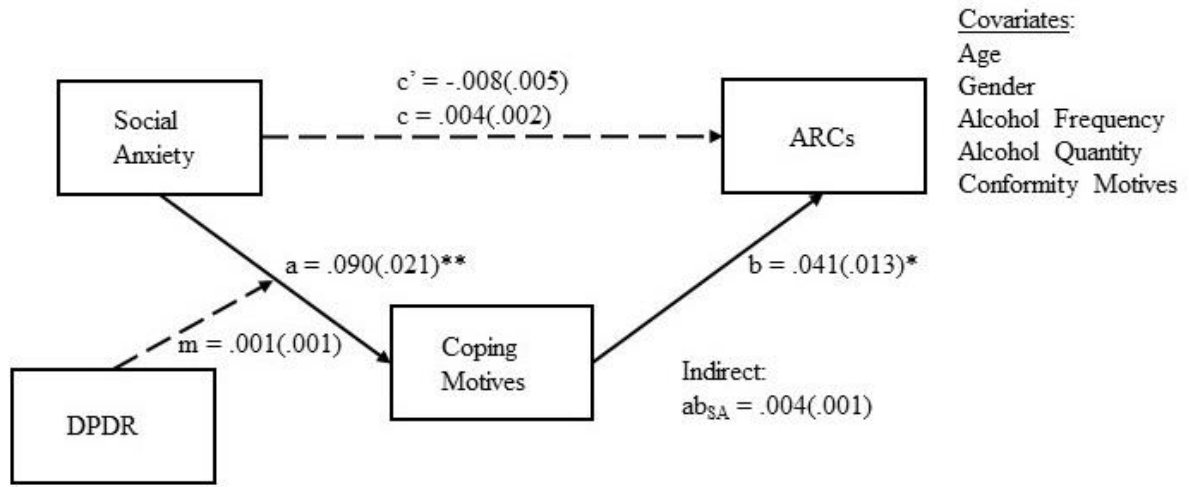 Covariates:
Age
Gender
Alcohol Frequency
Alcohol Quantity
Conformity Motives
c’ = -.008(.005)
c = .004(.002)
Social
Anxiety
ARCs
a = .090(.021)**
b = .041(.013)*
m = .001(.001)
Coping
Motives
DPDR
Indirect:
abSA = .004(.001)